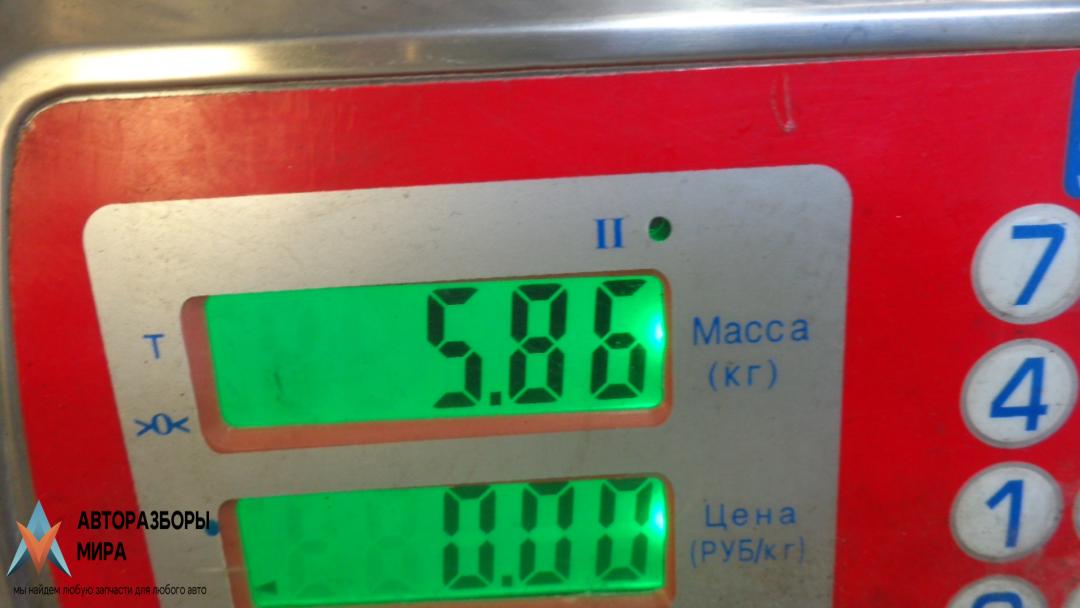 II
5.86
Масса
(кг)
T
>0<
0.00
Цена
(РУБ/кг)
7
4
1
АВТОРАЗБОРЫ
МИРА
мы найдем любую запчасти для любого авто